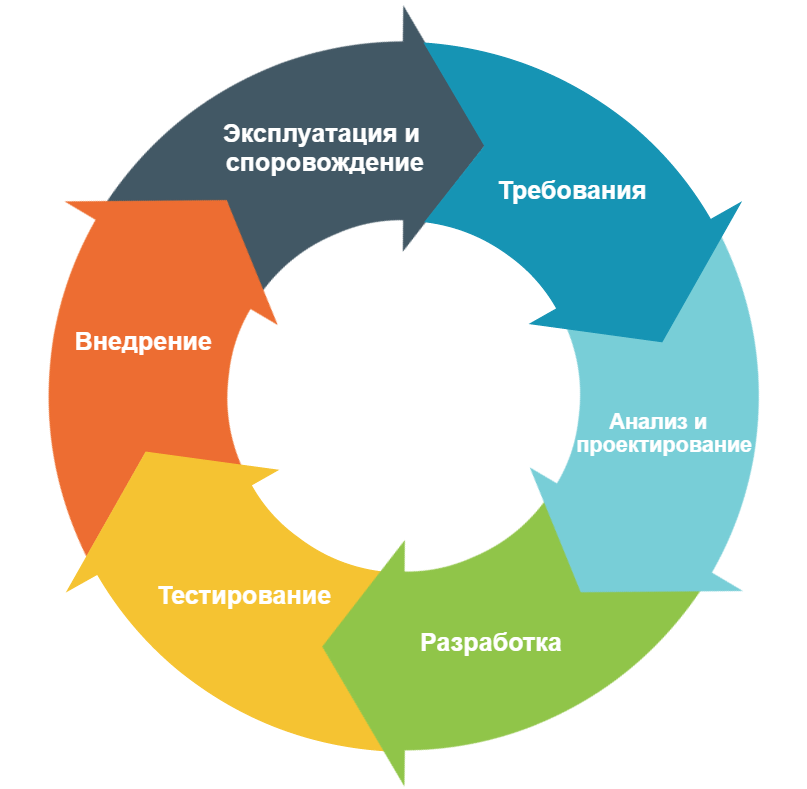 Эксплуатация и
споровождение
Требования
Анализ и
проектирование
Разработка
Тестирование
Внедрение